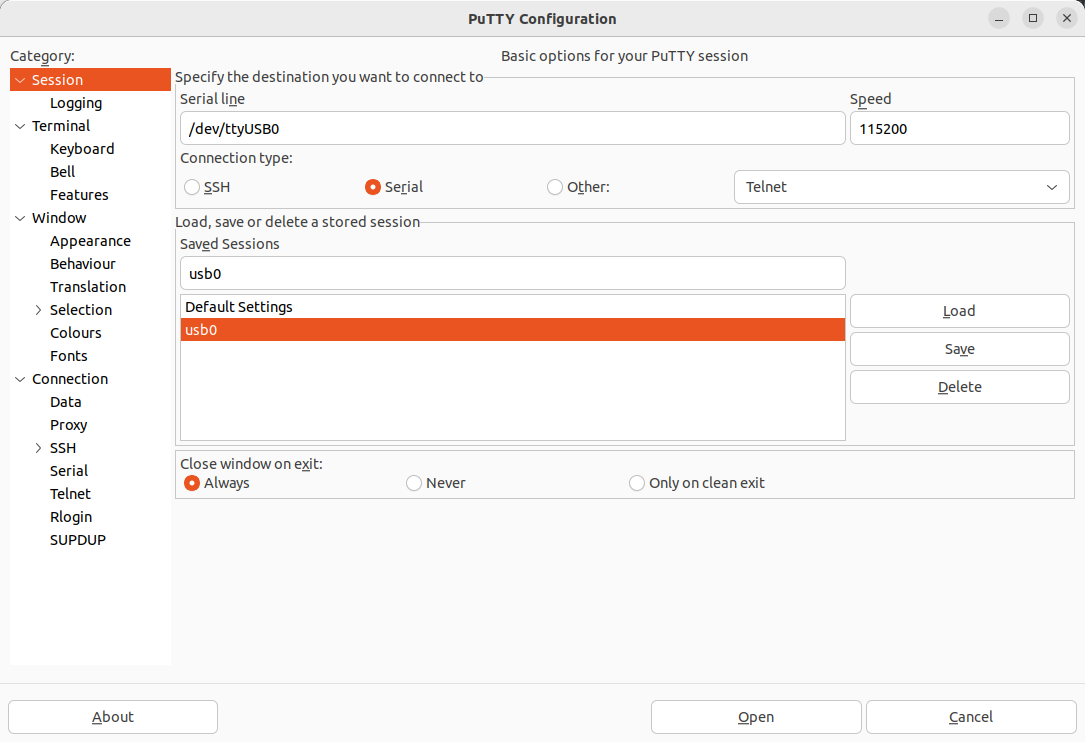 PuTTY Configuration
Category:
Session
Logging
Terminal
Keyboard
Bell
Features
Window
Appearance
Behaviour
Translation
Selection
Colours
Fonts
Connection
Data
Proxy
SSH
Serial
Telnet
Rlogin
SUPDUP
Basic options for your PuTTY session
Specify the destination you want to connect to
Serial line
Speed
/dev/ttyUSB0
115200
Connection type:
SSH Serial Other: Telnet
Load, save or delete a stored session
Saved Sessions
usb0
Default Settings
usb0
Load
Save
Delete
Close window on exit:
Always Never Only on clean exit
About Open Cancel